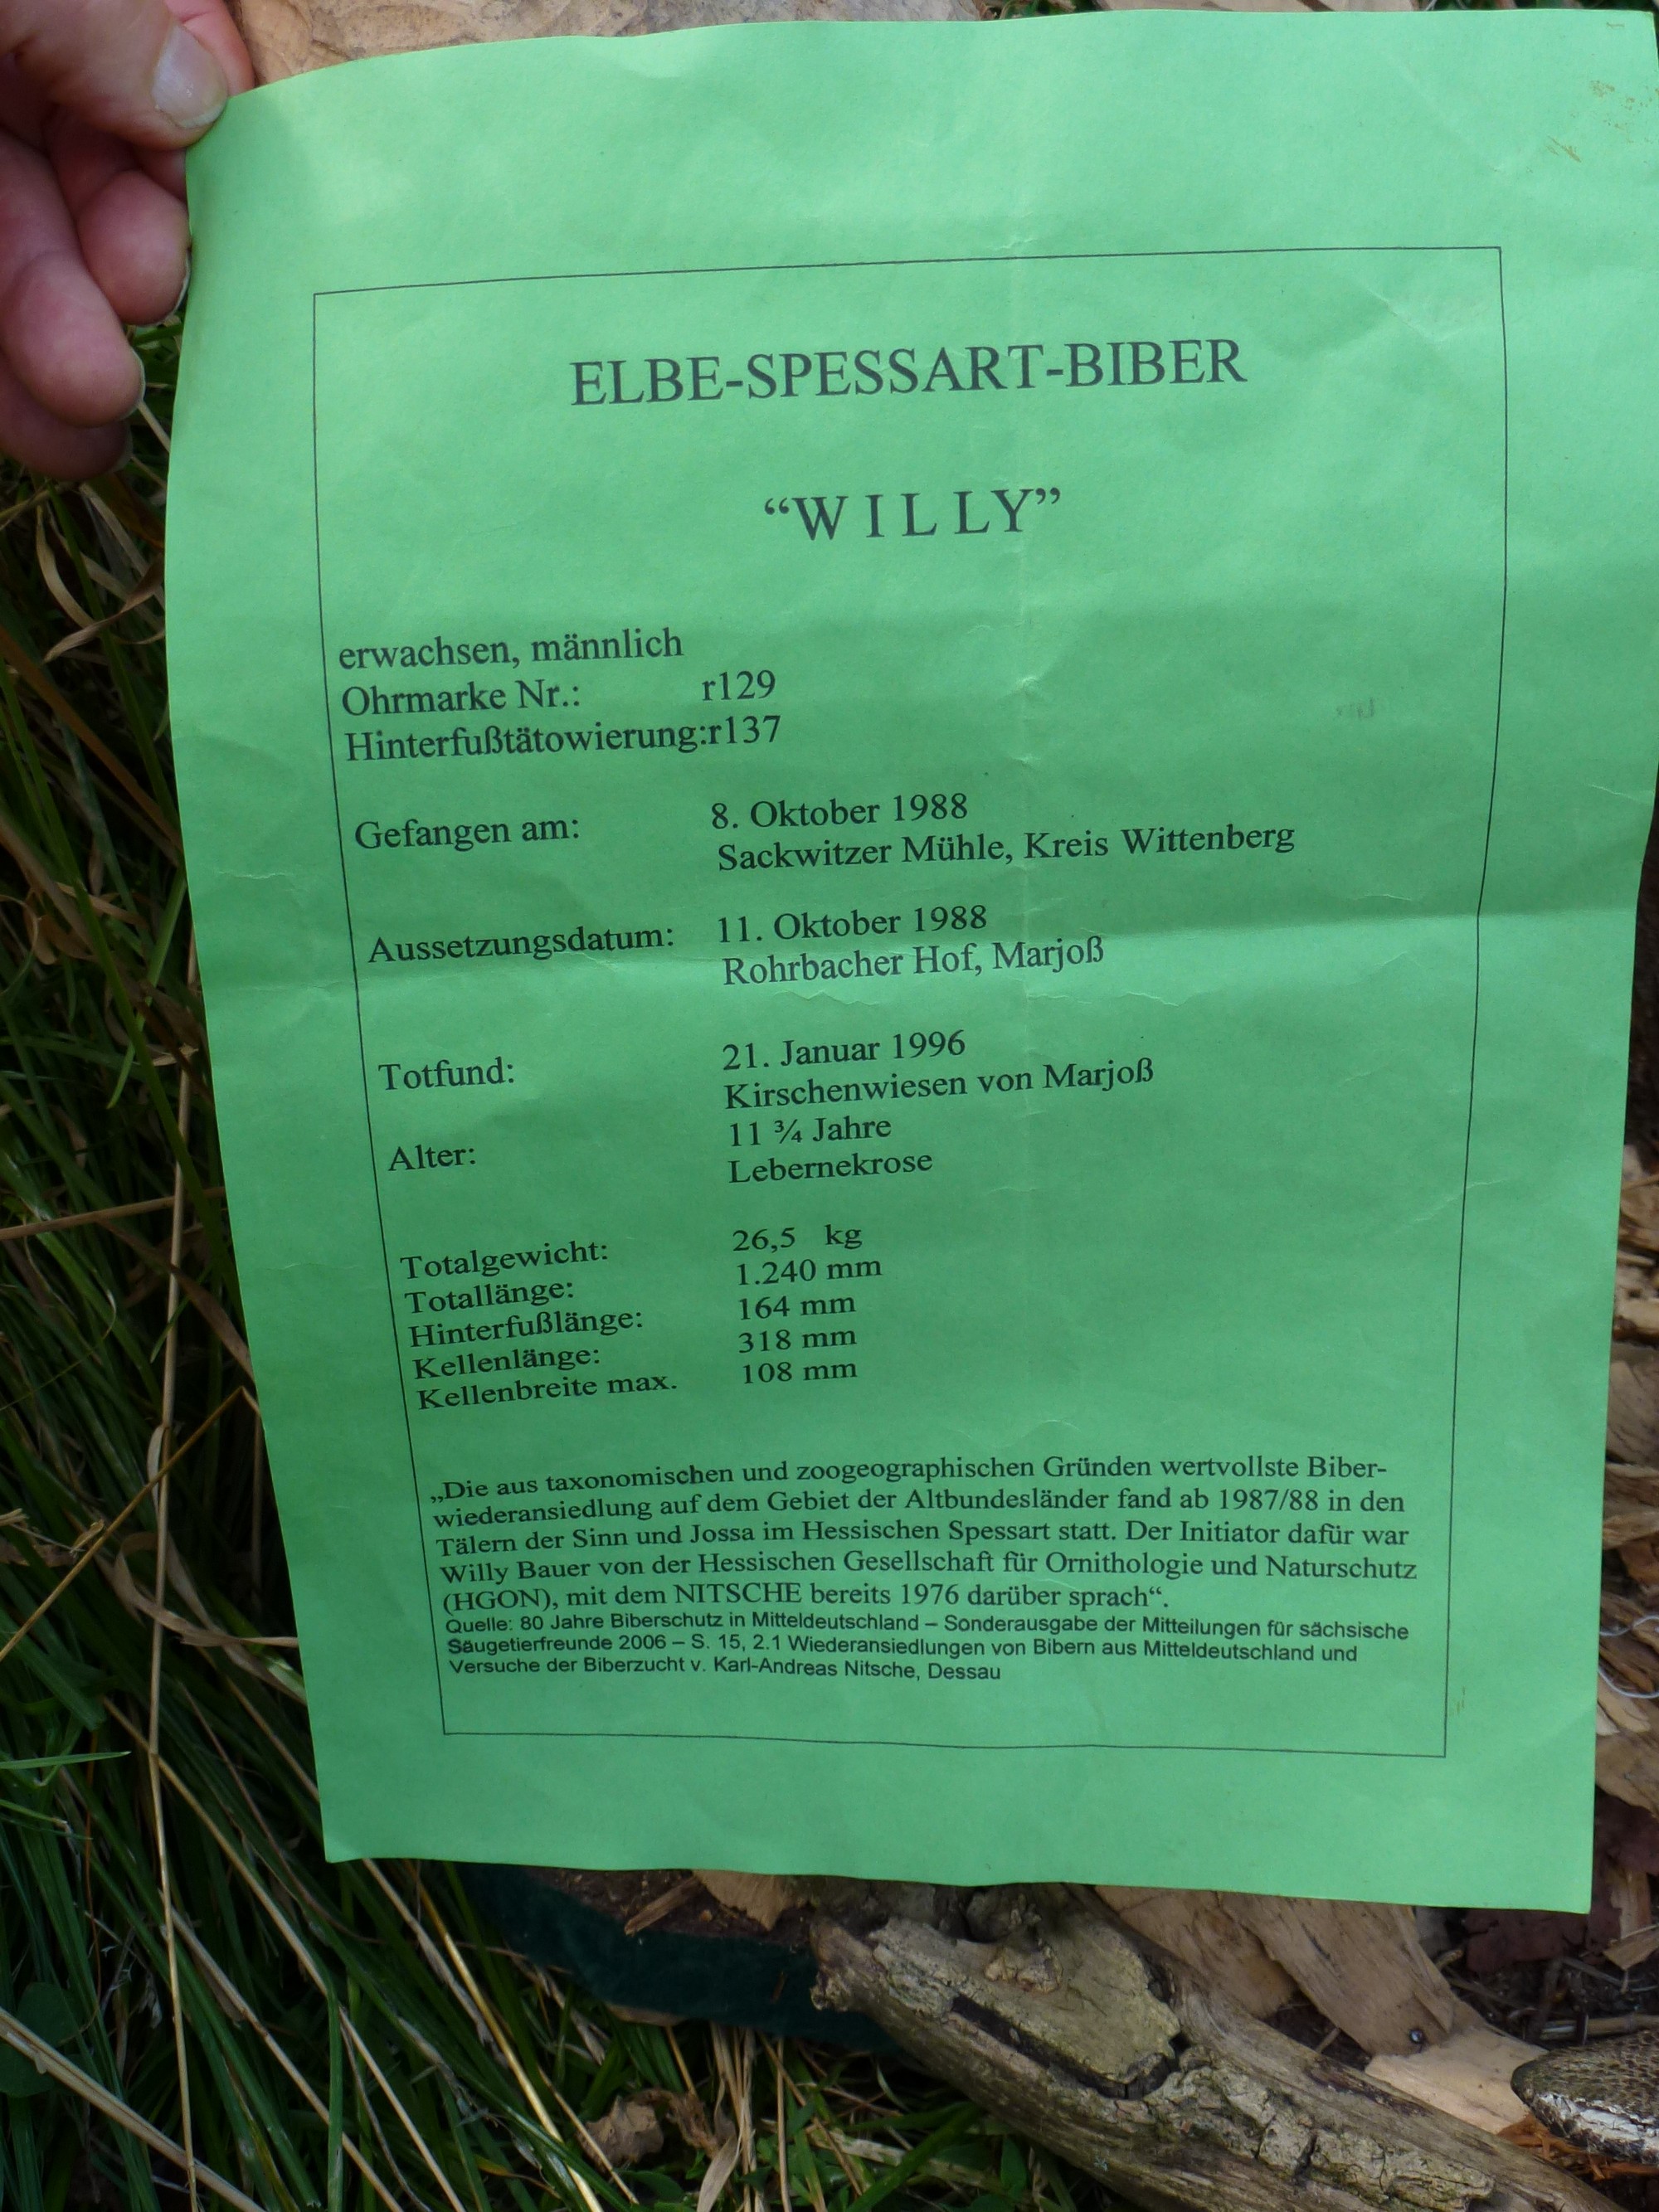 ELBE-SPESSART-BIBER
“W I L LY”
erwachsen, männlich
Ohrmarke Nr.: r129
Hinterfußtätowierung:r137
Gefangen am: 8. Oktober 1988
Sackwitzer Mühle, Kreis Wittenberg
Aussetzungsdatum: 11. Oktober 1988
Rohrbacher Hof, Marjoß
Totfund: 21. Januar 1996
Kirschenwiesen von Marjoß
Alter: 11 ¾ Jahre
Lebernekrose
Totalgewicht: 26,5 kg
Totallänge: 1.240 mm
Hinterfußlänge: 164 mm
Kellenlänge: 318 mm
Kellenbreite max. 108 mm
„Die aus taxonomischen und zoogeographischen Gründen wertvollste Biber-
wiederansiedlung auf dem Gebiet der Altbundesländer fand ab 1987/88 in den
Tälern der Sinn und Jossa im Hessischen Spessart statt. Der Initiator dafür war
Willy Bauer von der Hessischen Gesellschaft für Ornithologie und Naturschutz
(HGON), mit dem NITSCHE bereits 1976 darüber sprach“.
Quelle: 80 Jahre Biberschutz in Mitteldeutschland – Sonderausgabe der Mitteilungen für sächsische
Säugetierfreunde 2006 – S. 15, 2.1 Wiederansiedlungen von Bibern aus Mitteldeutschland und
Versuche der Biberzucht v. Karl-Andreas Nitsche, Dessau